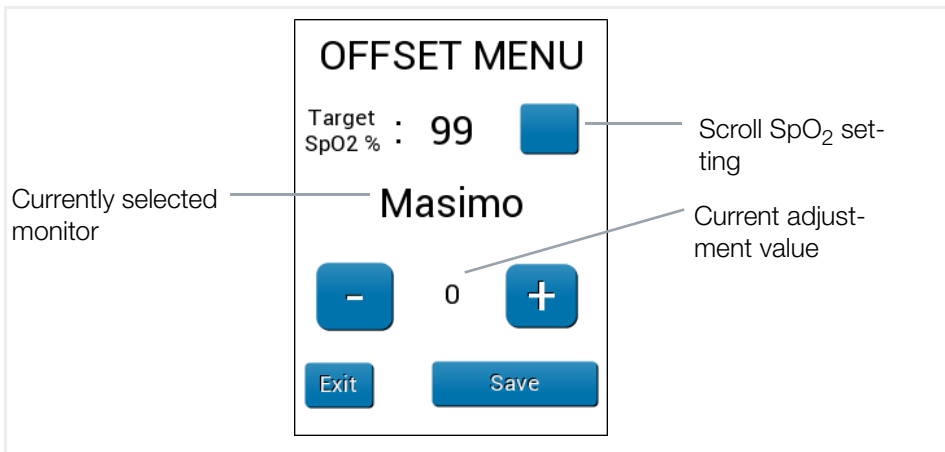 OFFSET MENU
Target
SpO2 % : 99
Scroll SpO2 set-
ting
Currently selected
monitor
Masimo
Current adjust-
ment value
- 0 +
Exit Save